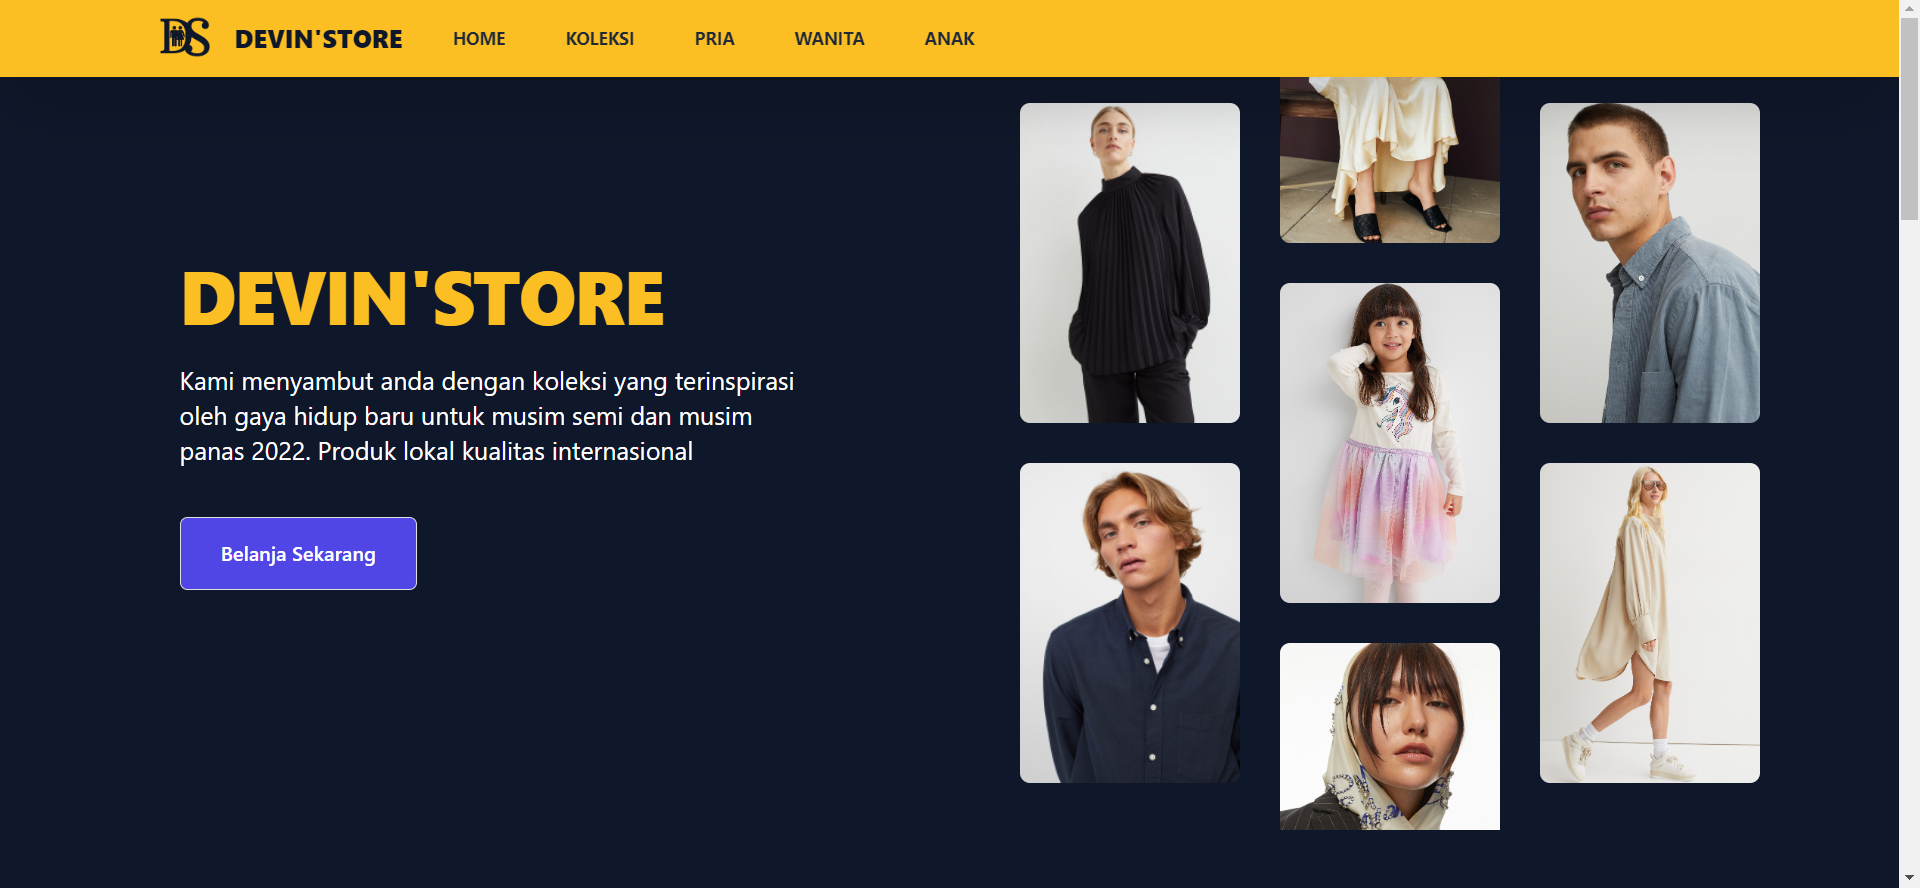 DS
DEVIN'STORE
HOME
KOLEKSI
PRIA
WANITA
ANAK
DEVIN'STORE
Kami menyambut anda dengan koleksi yang terinspirasi
oleh gaya hidup baru untuk musim semi dan musim
panas 2022. Produk lokal kualitas internasional
Belanja Sekarang